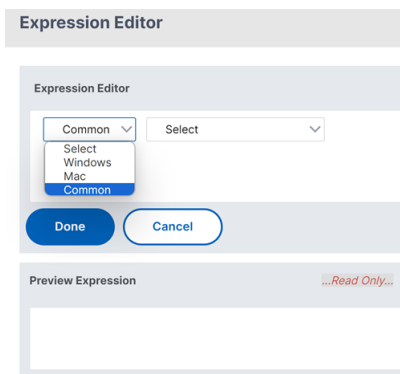 Expression Editor
Expression Editor
Common Select
Select
Windows
Mac
Common
Done Cancel
Preview Expression ...Read Only...